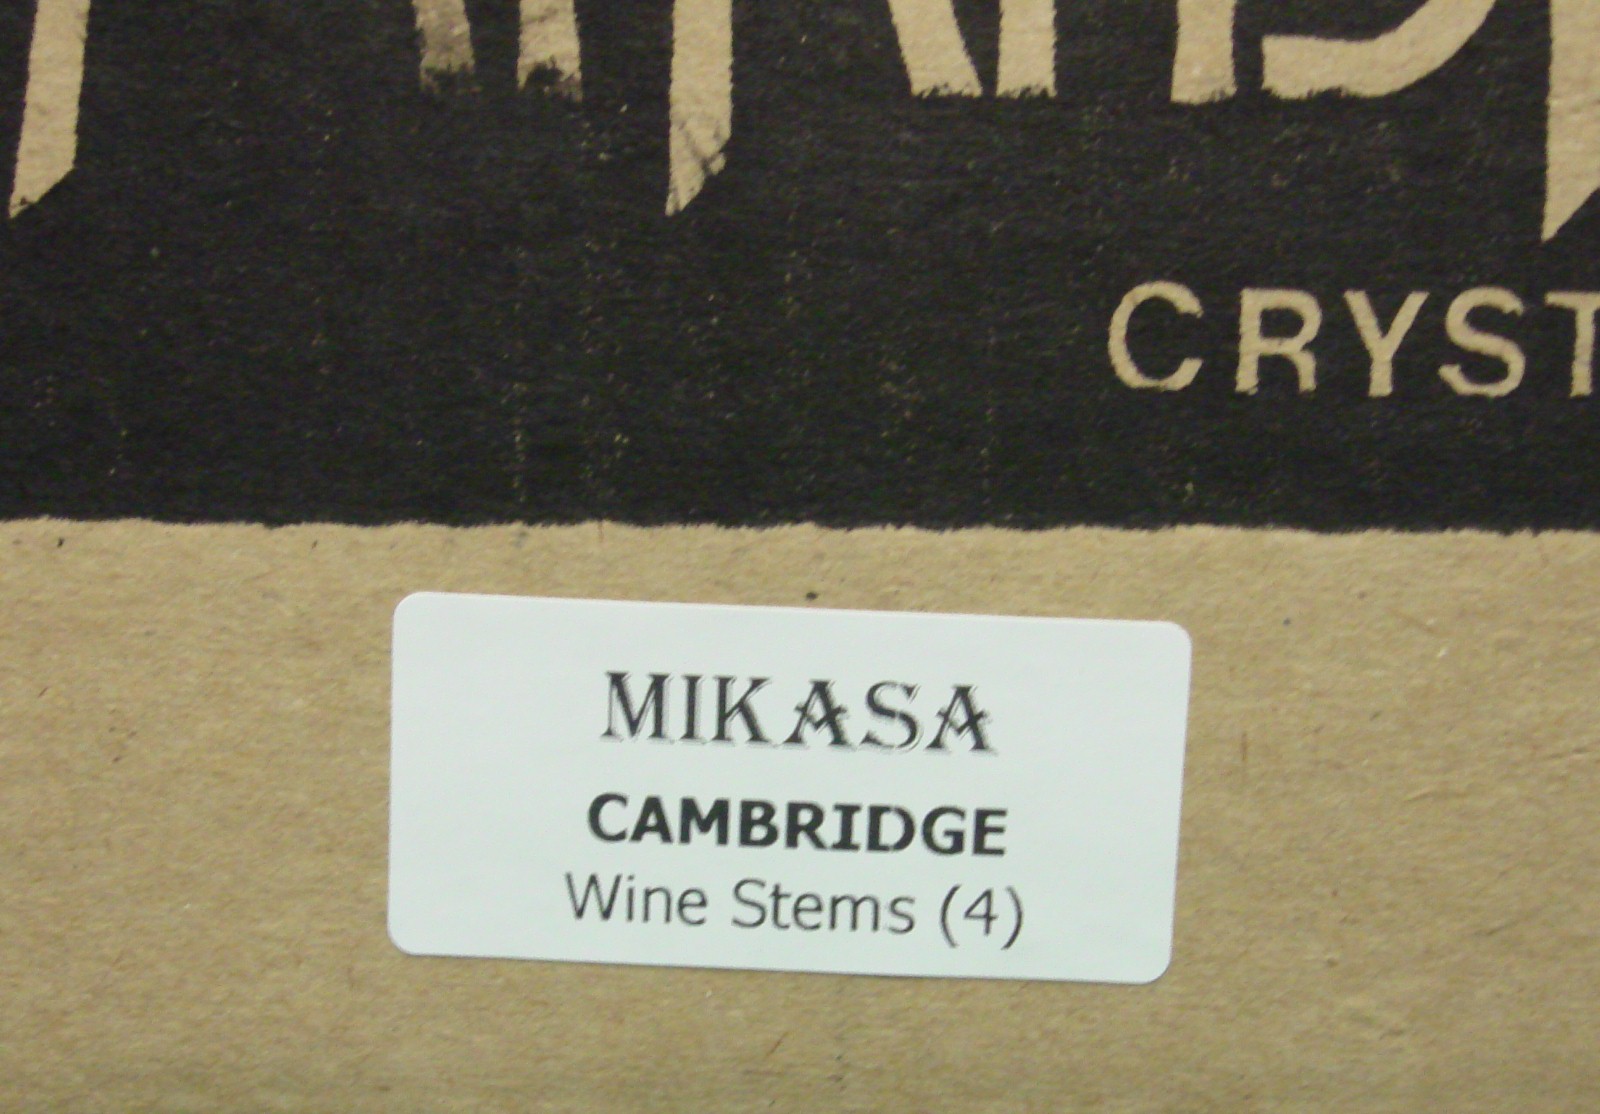 CRYST
MIKASA
CAMBRIDGE
Wine Stems (4)